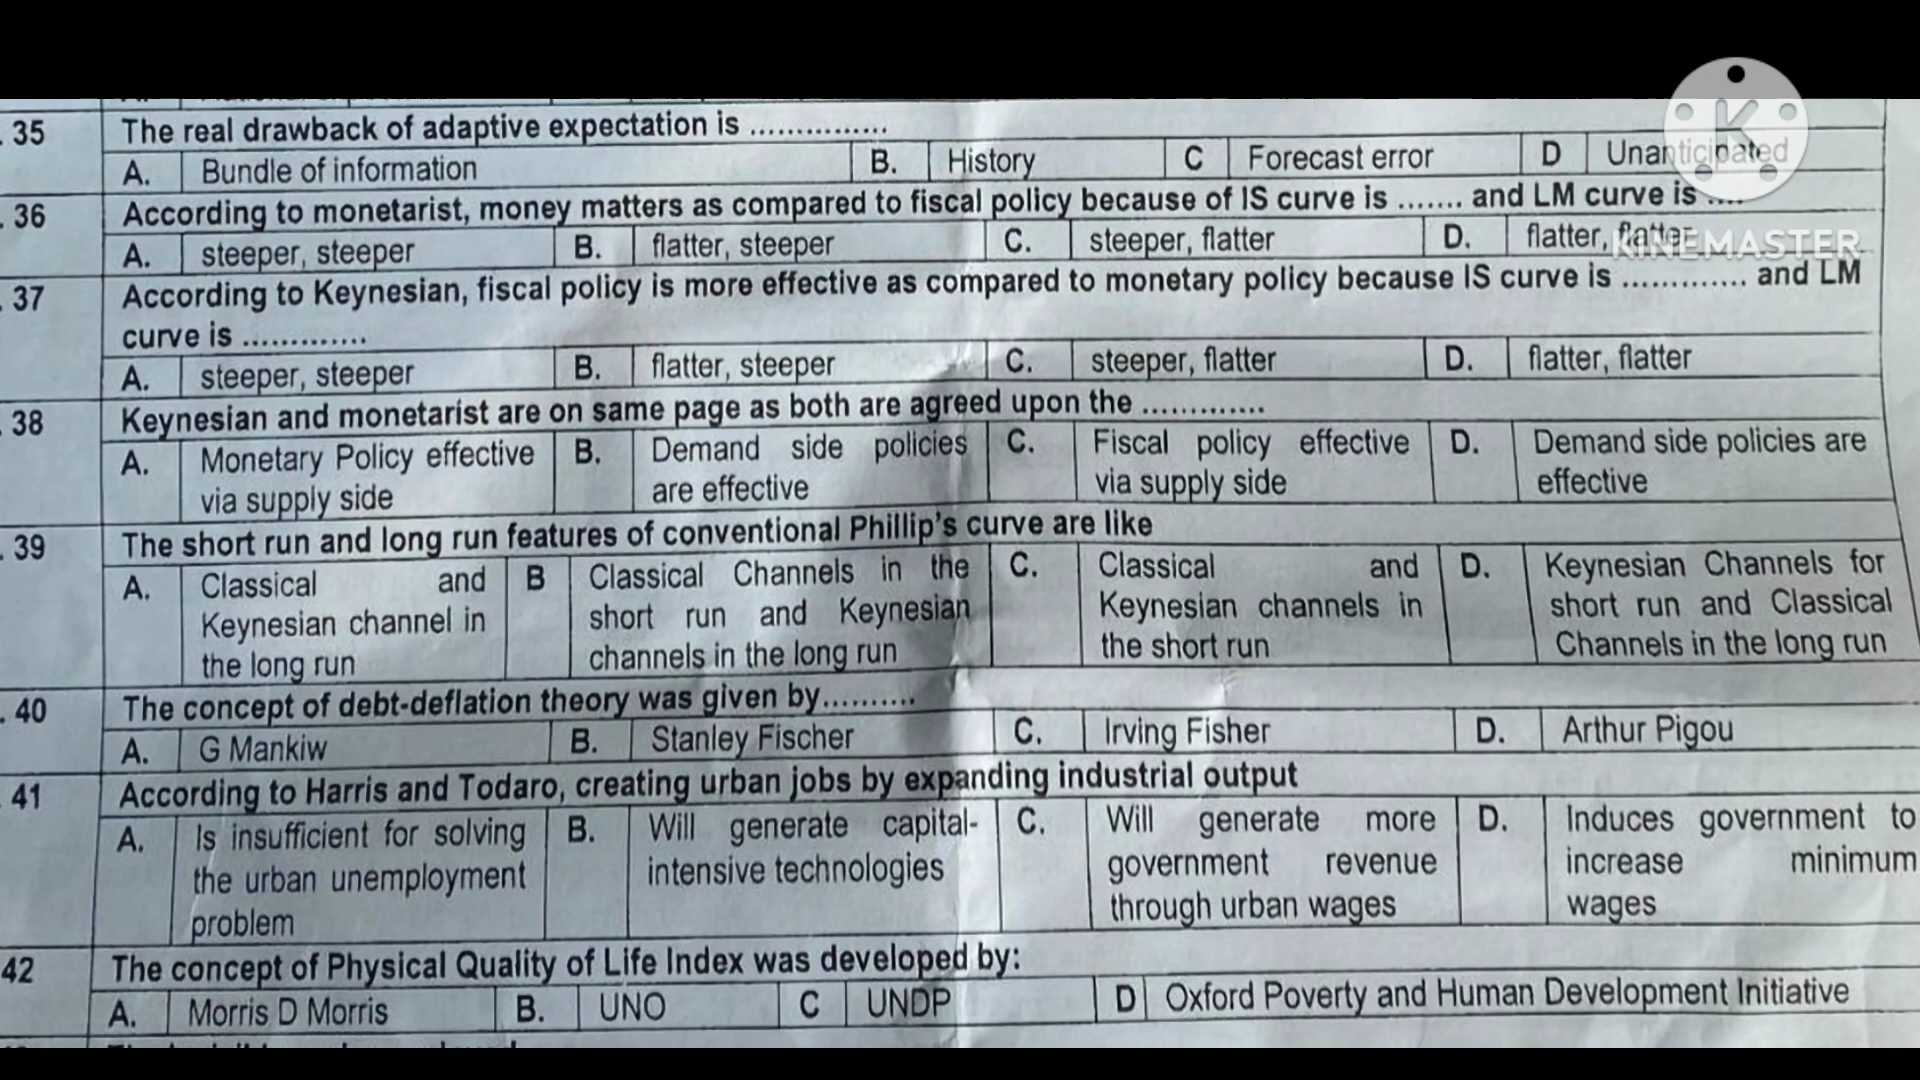 . 35 The real drawback of adaptive expectation is ...............
A. Bundle of information B. History C Forecast error D Unanticipated
. 36 According to monetarist, money matters as compared to fiscal policy because of IS curve is ....... and LM curve is ....
A. steeper, steeper B. flatter, steeper C. steeper, flatter D. flatter, flatter
KINEMASTER
. 37 According to Keynesian, fiscal policy is more effective as compared to monetary policy because IS curve is ............. and LM
curve is .............
A. steeper, steeper B. flatter, steeper C. steeper, flatter D. flatter, flatter
. 38 Keynesian and monetarist are on same page as both are agreed upon the .............
A. Monetary Policy effective B. Demand side policies C. Fiscal policy effective D. Demand side policies are
via supply side are effective via supply side effective
. 39 The short run and long run features of conventional Phillip's curve are like
A. Classical and B Classical Channels in the C. Classical and D. Keynesian Channels for
Keynesian channel in short run and Keynesian Keynesian channels in short run and Classical
the long run channels in the long run the short run Channels in the long run
. 40 The concept of debt-deflation theory was given by..........
A. G Mankiw B. Stanley Fischer C. Irving Fisher D. Arthur Pigou
. 41 According to Harris and Todaro, creating urban jobs by expanding industrial output
A. Is insufficient for solving B. Will generate capital- C. Will generate more D. Induces government to
the urban unemployment intensive technologies government revenue increase minimum
problem through urban wages wages
42 The concept of Physical Quality of Life Index was developed by:
A. Morris D Morris B. UNO C UNDP D Oxford Poverty and Human Development Initiative